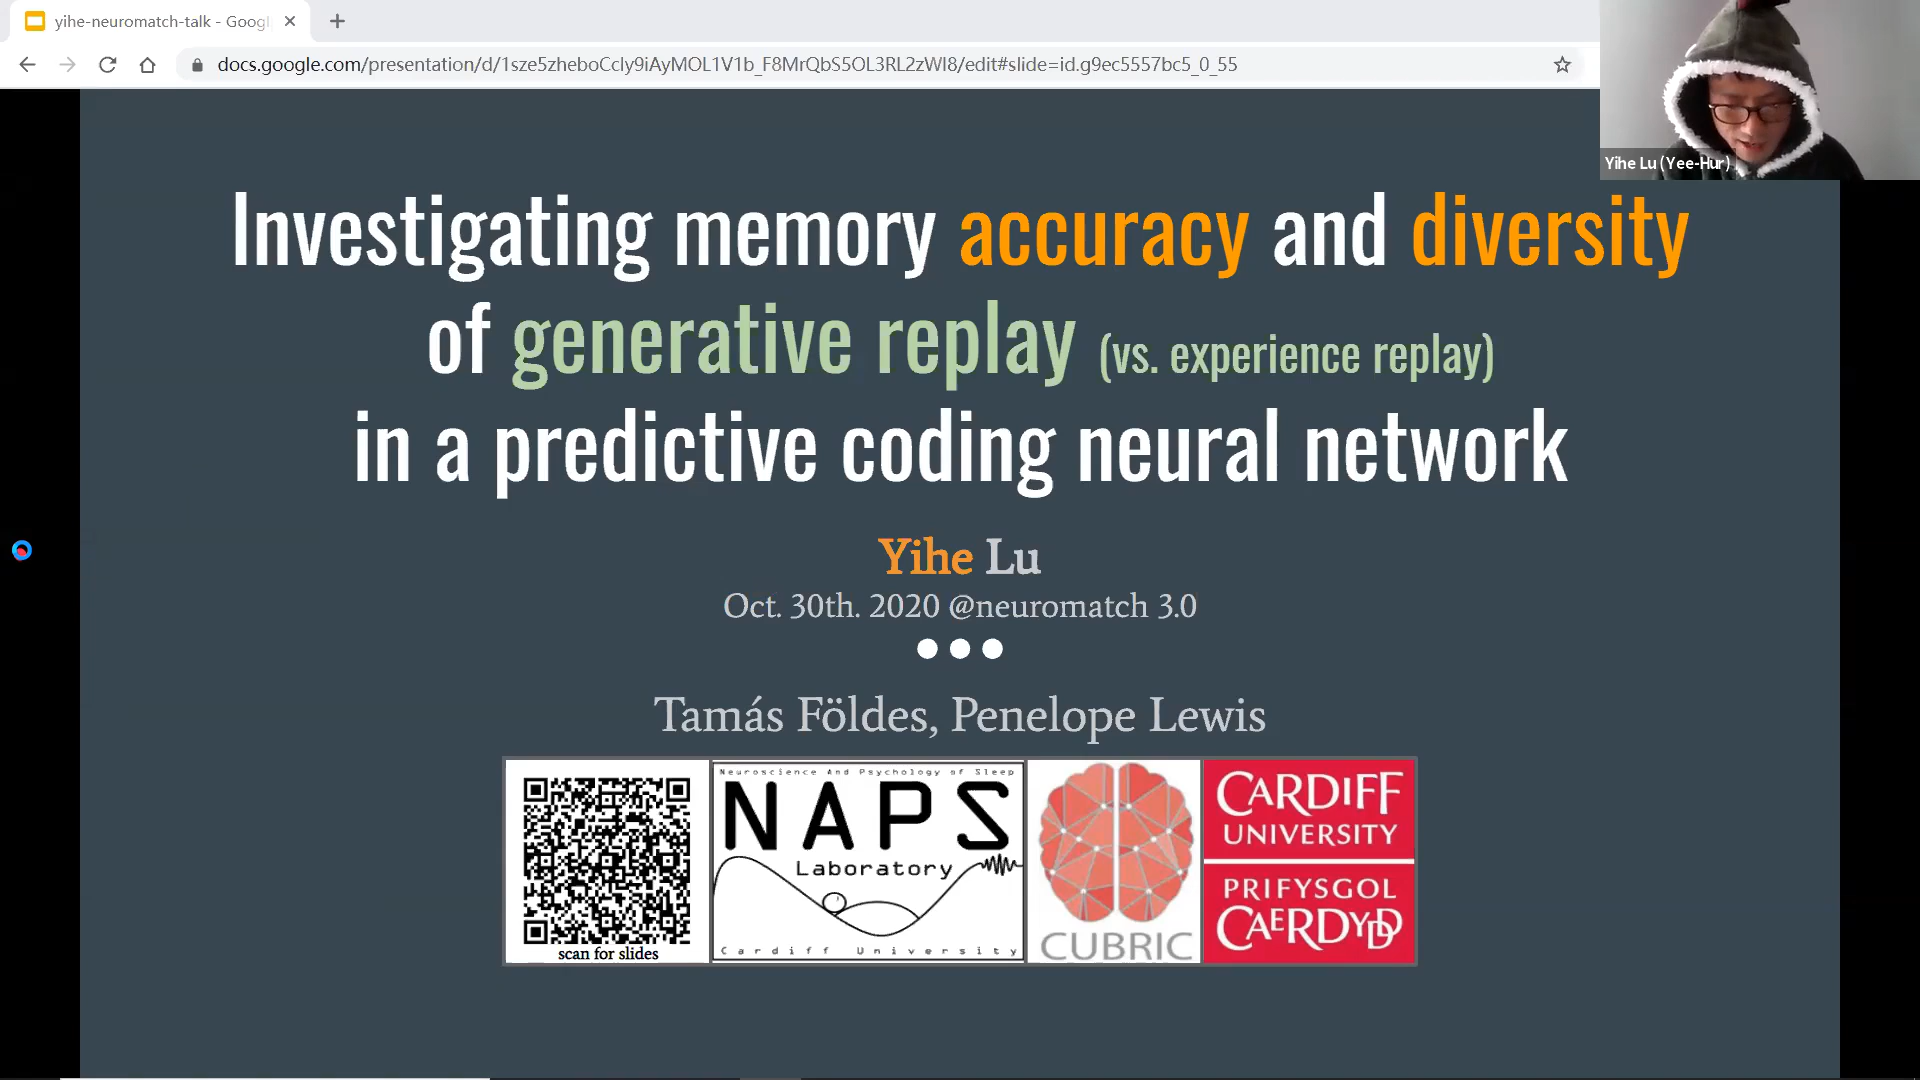 yihe-neuromatch-talk - Googl
docs.google.com/presentation/d/1sze5zheboCcly9iAyMOL1V1b_F8MrQbS5OL3RL2zWI8/edit#slide=id.g9ec5557bc5_0_55
Yihe Lu (Yee-Hur)
Investigating memory accuracy and diversity
of generative replay (vs. experience replay)
in a predictive coding neural network
Yihe Lu
Oct. 30th. 2020 @neuromatch 3.0
Tamás Földes, Penelope Lewis
scan for slides
Neuroscience And Psychology of Sleep
NAPS
Laboratory
Cardiff University
CUBRIC
CARDIFF
UNIVERSITY
PRIFYSGOL
CAERDYDD